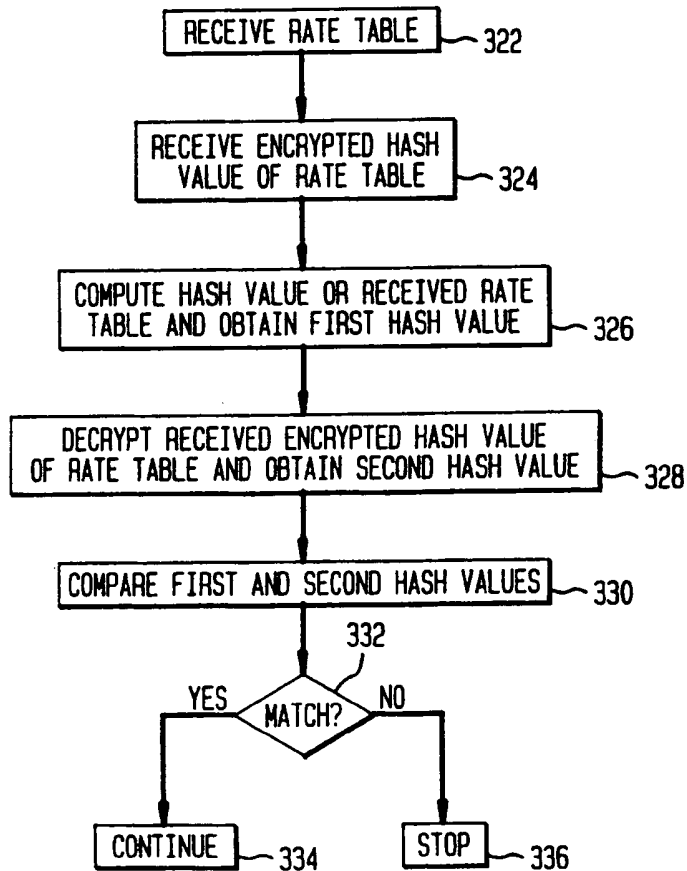 RECEIVE RATE TABLE
322
RECEIVE ENCRYPTED HASH
VALUE OF RATE TABLE
324
COMPUTE HASH VALUE OR RECEIVED RATE
TABLE AND OBTAIN FIRST HASH VALUE
326
DECRYPT RECEIVED ENCRYPTED HASH VALUE
OF RATE TABLE AND OBTAIN SECOND HASH VALUE
328
COMPARE FIRST AND SECOND HASH VALUES
330
332
YES
MATCH?
NO
CONTINUE
334
STOP
336